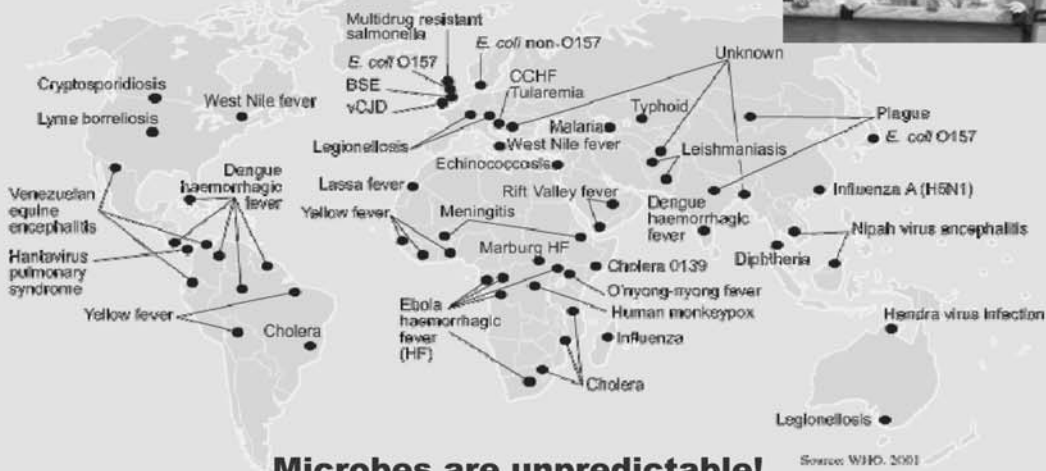 Multidrug resistant
salmonella
E. coli non-O157
Unknown
E. coli O157
Cryptosporidiosis
BSE
CCHF
Tularemia
West Nile fever
vCJD
Typhoid
Plague
Lyme borreliosis
Malaria
E. coli O157
Legionellosis
West Nile fever
Leishmaniasis
Echinococcosis
Dengue
haemorrhagic
fever
Lassa fever
Rift Valley fever
Influenza A (H5N1)
Venezuelan
equine
encephalitis
Yellow fever
Meningitis
Dengue
haemorrhagic
fever
Nipah virus encephalitis
Hantavirus
pulmonary
syndrome
Marburg HF
Diphtheria
Cholera 0139
Ebola
haemorrhagic
fever
(HF)
O'nyong-nyong fever
Human monkeypox
Yellow fever
Cholera
Influenza
Hendra virus infection
Cholera
Legionellosis
Microbes are unpredictable!
Source: WHO, 2001